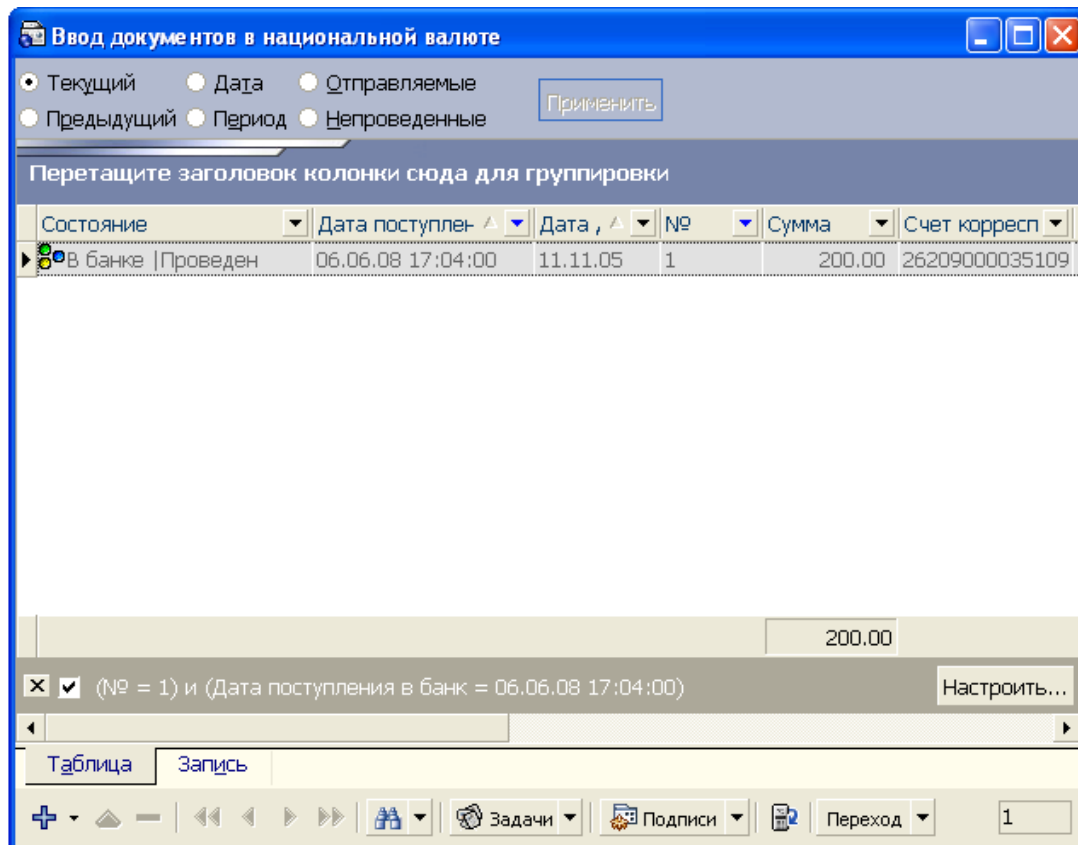 Ввод документов в национальной валюте
Текущий Дата Отправляемые
Применить
Предыдущий Период Непроведенные
Перетащите заголовок колонки сюда для группировки
Состояние Дата поступлен Дата , № Сумма Счет корресп
В банке |Проведен 06.06.08 17:04:00 11.11.05 1 200.00 26209000035109
200.00
(№ = 1) и (Дата поступления в банк = 06.06.08 17:04:00) Настроить...
Таблица Запись
Задачи Подписи Переход 1